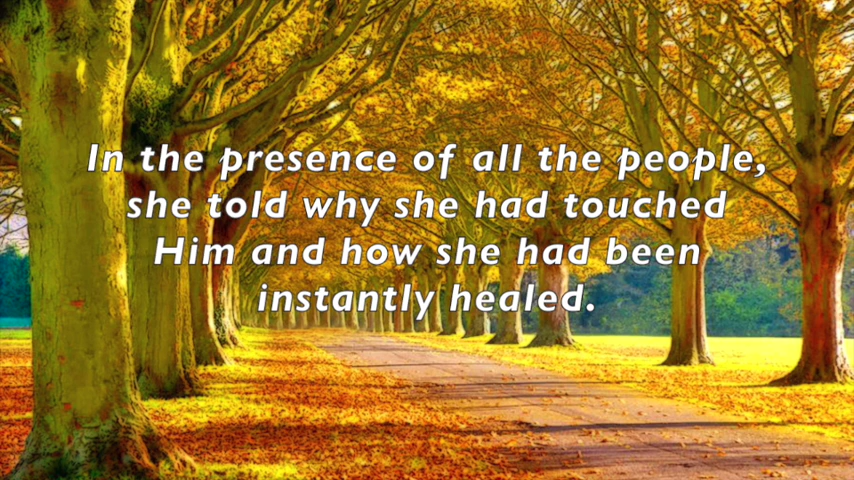 In the presence of all the people,
she told why she had touched
Him and how she had been
instantly healed.